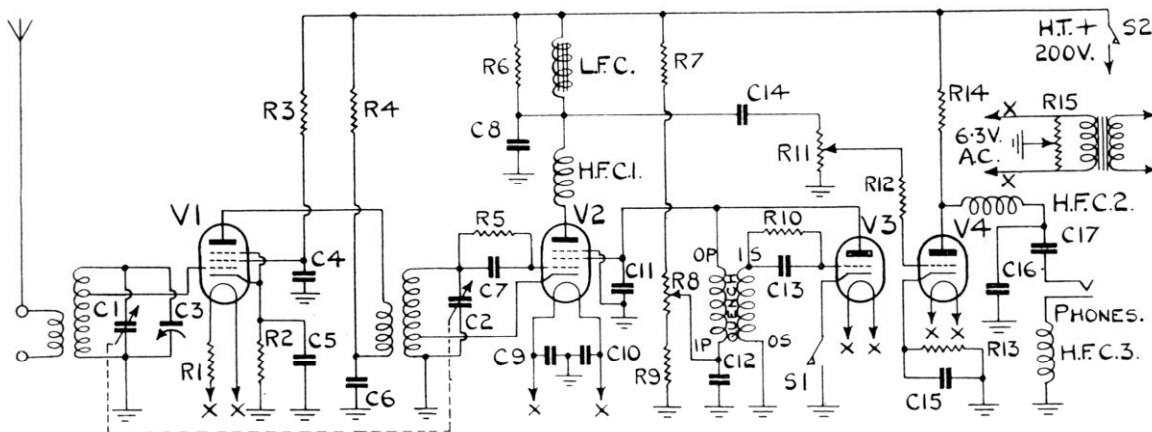 H.T.+
200V.
S2
R6
L.F.C.
R7
R14
C14
R3
R4
X
R15
C8
6.3V.
A.C.
X
R11
H.F.C.1.
R12
V1
V2
V3
V4
H.F.C.2.
R5
R10
C17
OP
IS
C4
C1
C3
C7
C2
C11
R8
QUENCH
C13
C16
PHONES.
R2
C5
IP
OS
R1
C9
C10
C12
S1
X
X
X
X
R13
H.F.C.3.
R9
C6
C15
X
X
X
X